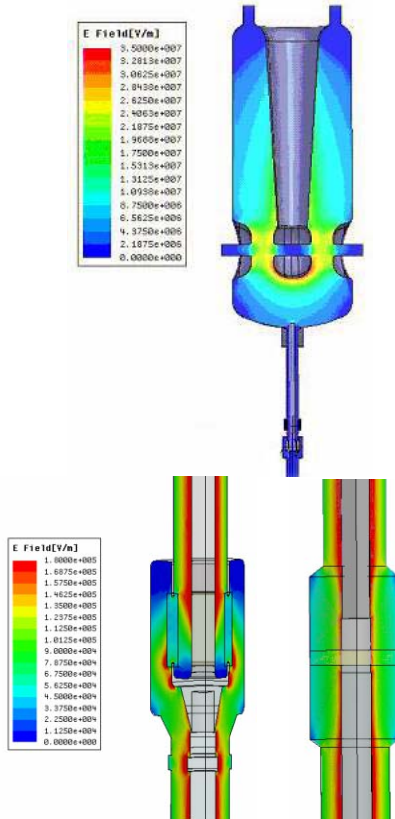 E Field[V/m]
3.5000e+007
3.2813e+007
3.0625e+007
2.8438e+007
2.6250e+007
2.4063e+007
2.1875e+007
1.9688e+007
1.7500e+007
1.5313e+007
1.3125e+007
1.0938e+007
8.7500e+006
6.5625e+006
4.3750e+006
2.1875e+006
0.0000e+000
E Field[V/m]
1.8000e+005
1.6875e+005
1.5750e+005
1.4625e+005
1.3500e+005
1.2375e+005
1.1250e+005
1.0125e+005
9.0000e+004
7.8750e+004
6.7500e+004
5.6250e+004
4.5000e+004
3.3750e+004
2.2500e+004
1.1250e+004
0.0000e+000